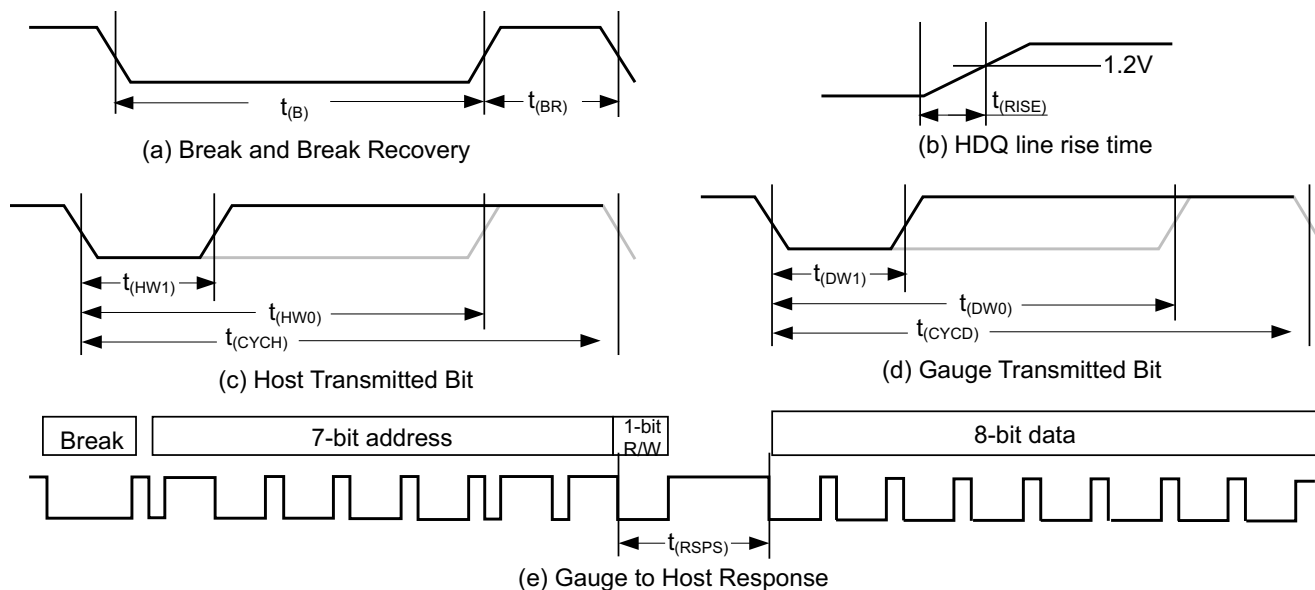 t(B)
t(BR)
(a) Break and Break Recovery
1.2V
t(RISE)
(b) HDQ line rise time
t(HW1)
t(HW0)
t(CYCH)
(c) Host Transmitted Bit
t(DW1)
t(DW0)
t(CYCD)
(d) Gauge Transmitted Bit
Break
7-bit address
1-bit
R/W
8-bit data
t(RSPS)
(e) Gauge to Host Response